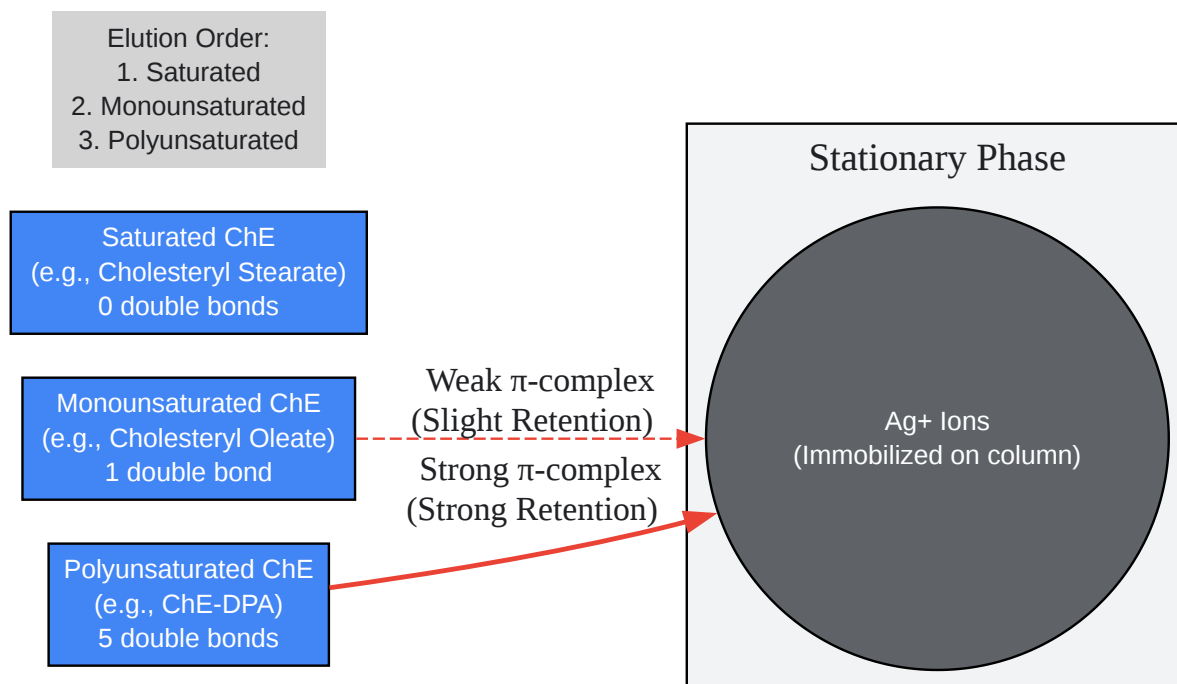 Elution Order:
1. Saturated
2. Monounsaturated
3. Polyunsaturated
Stationary Phase
Saturated ChE
(e.g., Cholesteryl Stearate)
0 double bonds
Monounsaturated ChE
(e.g., Cholesteryl Oleate)
1 double bond
Weak π-complex
(Slight Retention)
Strong π-complex
(Strong Retention)
Ag+ Ions
(Immobilized on column)
Polyunsaturated ChE
(e.g., ChE-DPA)
5 double bonds